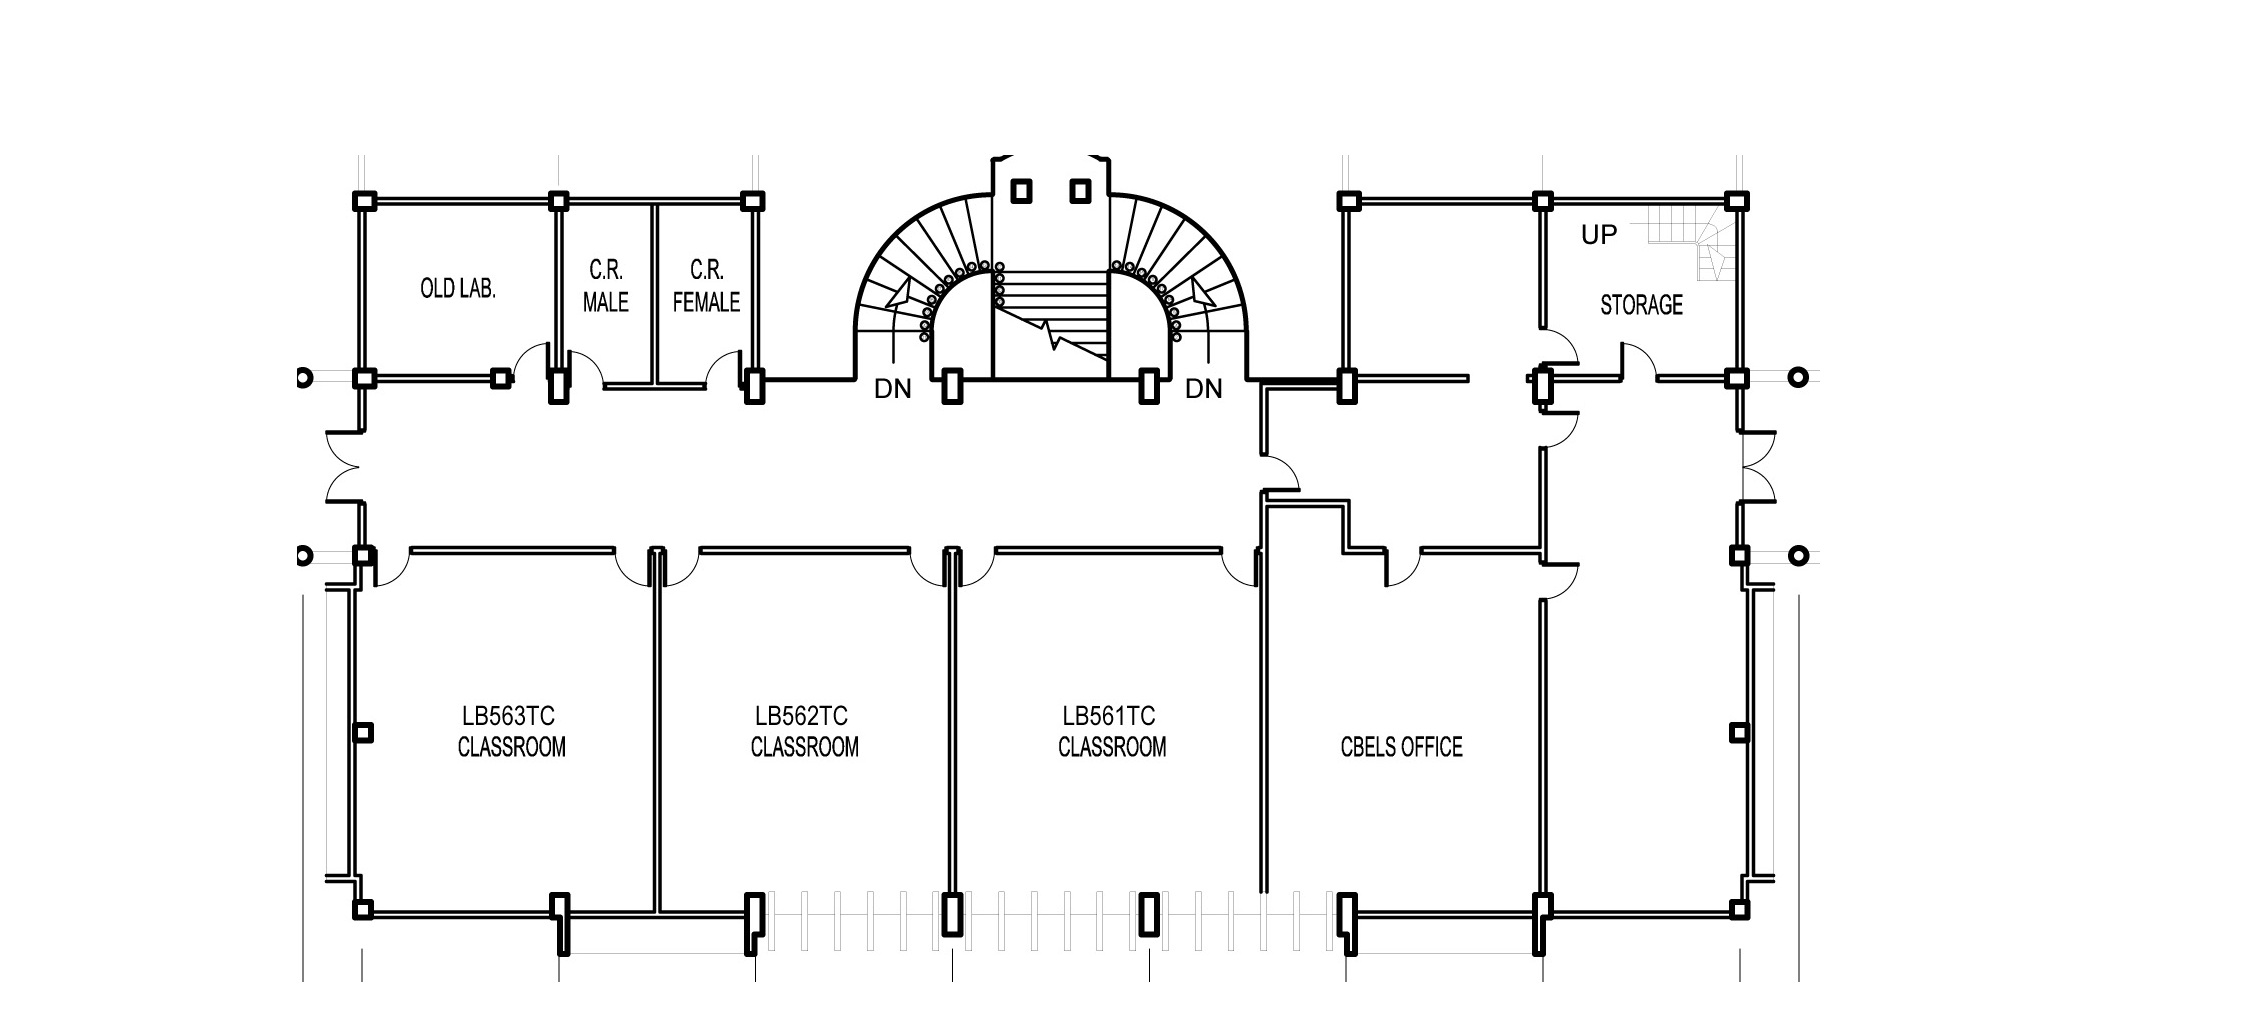 UP
OLD LAB.
C.R.
MALE
C.R.
FEMALE
STORAGE
DN
DN
LB563TC
CLASSROOM
LB562TC
CLASSROOM
LB561TC
CLASSROOM
CBELS OFFICE